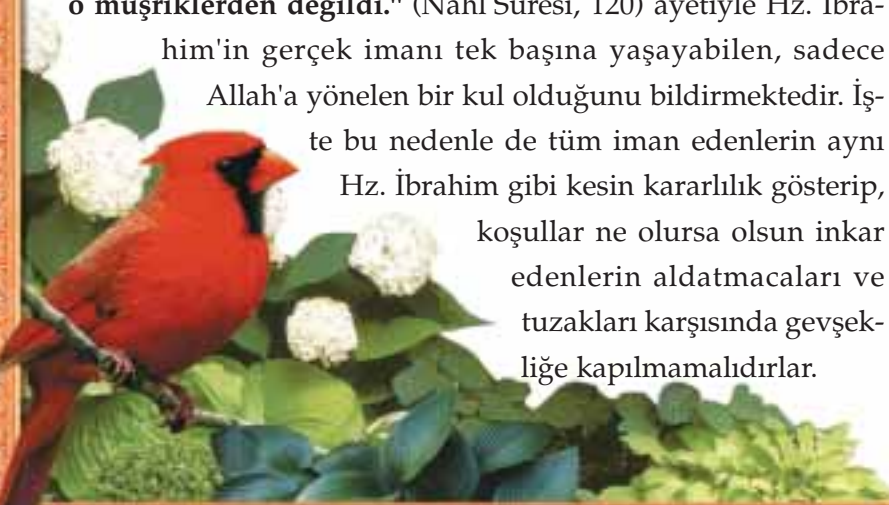 o müşriklerden değildi." (Nahl Suresi, 120) ayetiyle Hz. İbra-
him'in gerçek imanı tek başına yaşayabilen, sadece
Allah'a yönelen bir kul olduğunu bildirmektedir. İş-
te bu nedenle de tüm iman edenlerin aynı
Hz. İbrahim gibi kesin kararlılık gösterip,
koşullar ne olursa olsun inkar
edenlerin aldatmacaları ve
tuzakları karşısında gevşek-
liğe kapılmamalıdırlar.